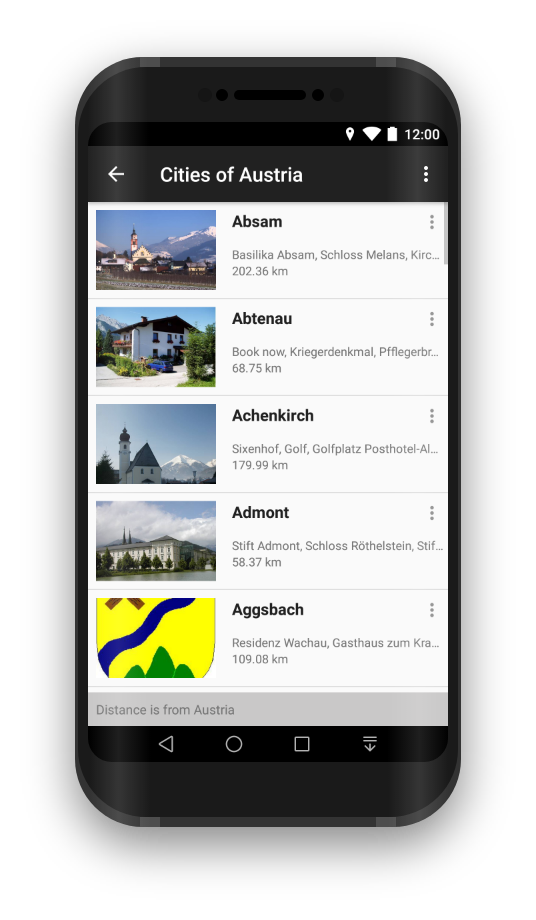 12:00
Cities of Austria
Absam
Basilika Absam, Schloss Melans, Kirc...
202.36 km
Abtenau
Book now, Kriegerdenkmal, Pfflegerbr...
68.75 km
Achenkirch
Sixenhof, Golf, Golfplatz Posthotel-Al...
179.99 km
Admont
Stift Admont, Schloss Röthelstein, Stif...
58.37 km
Aggsbach
Residenz Wachau, Gasthaus zum Kra...
109.08 km
Distance is from Austria